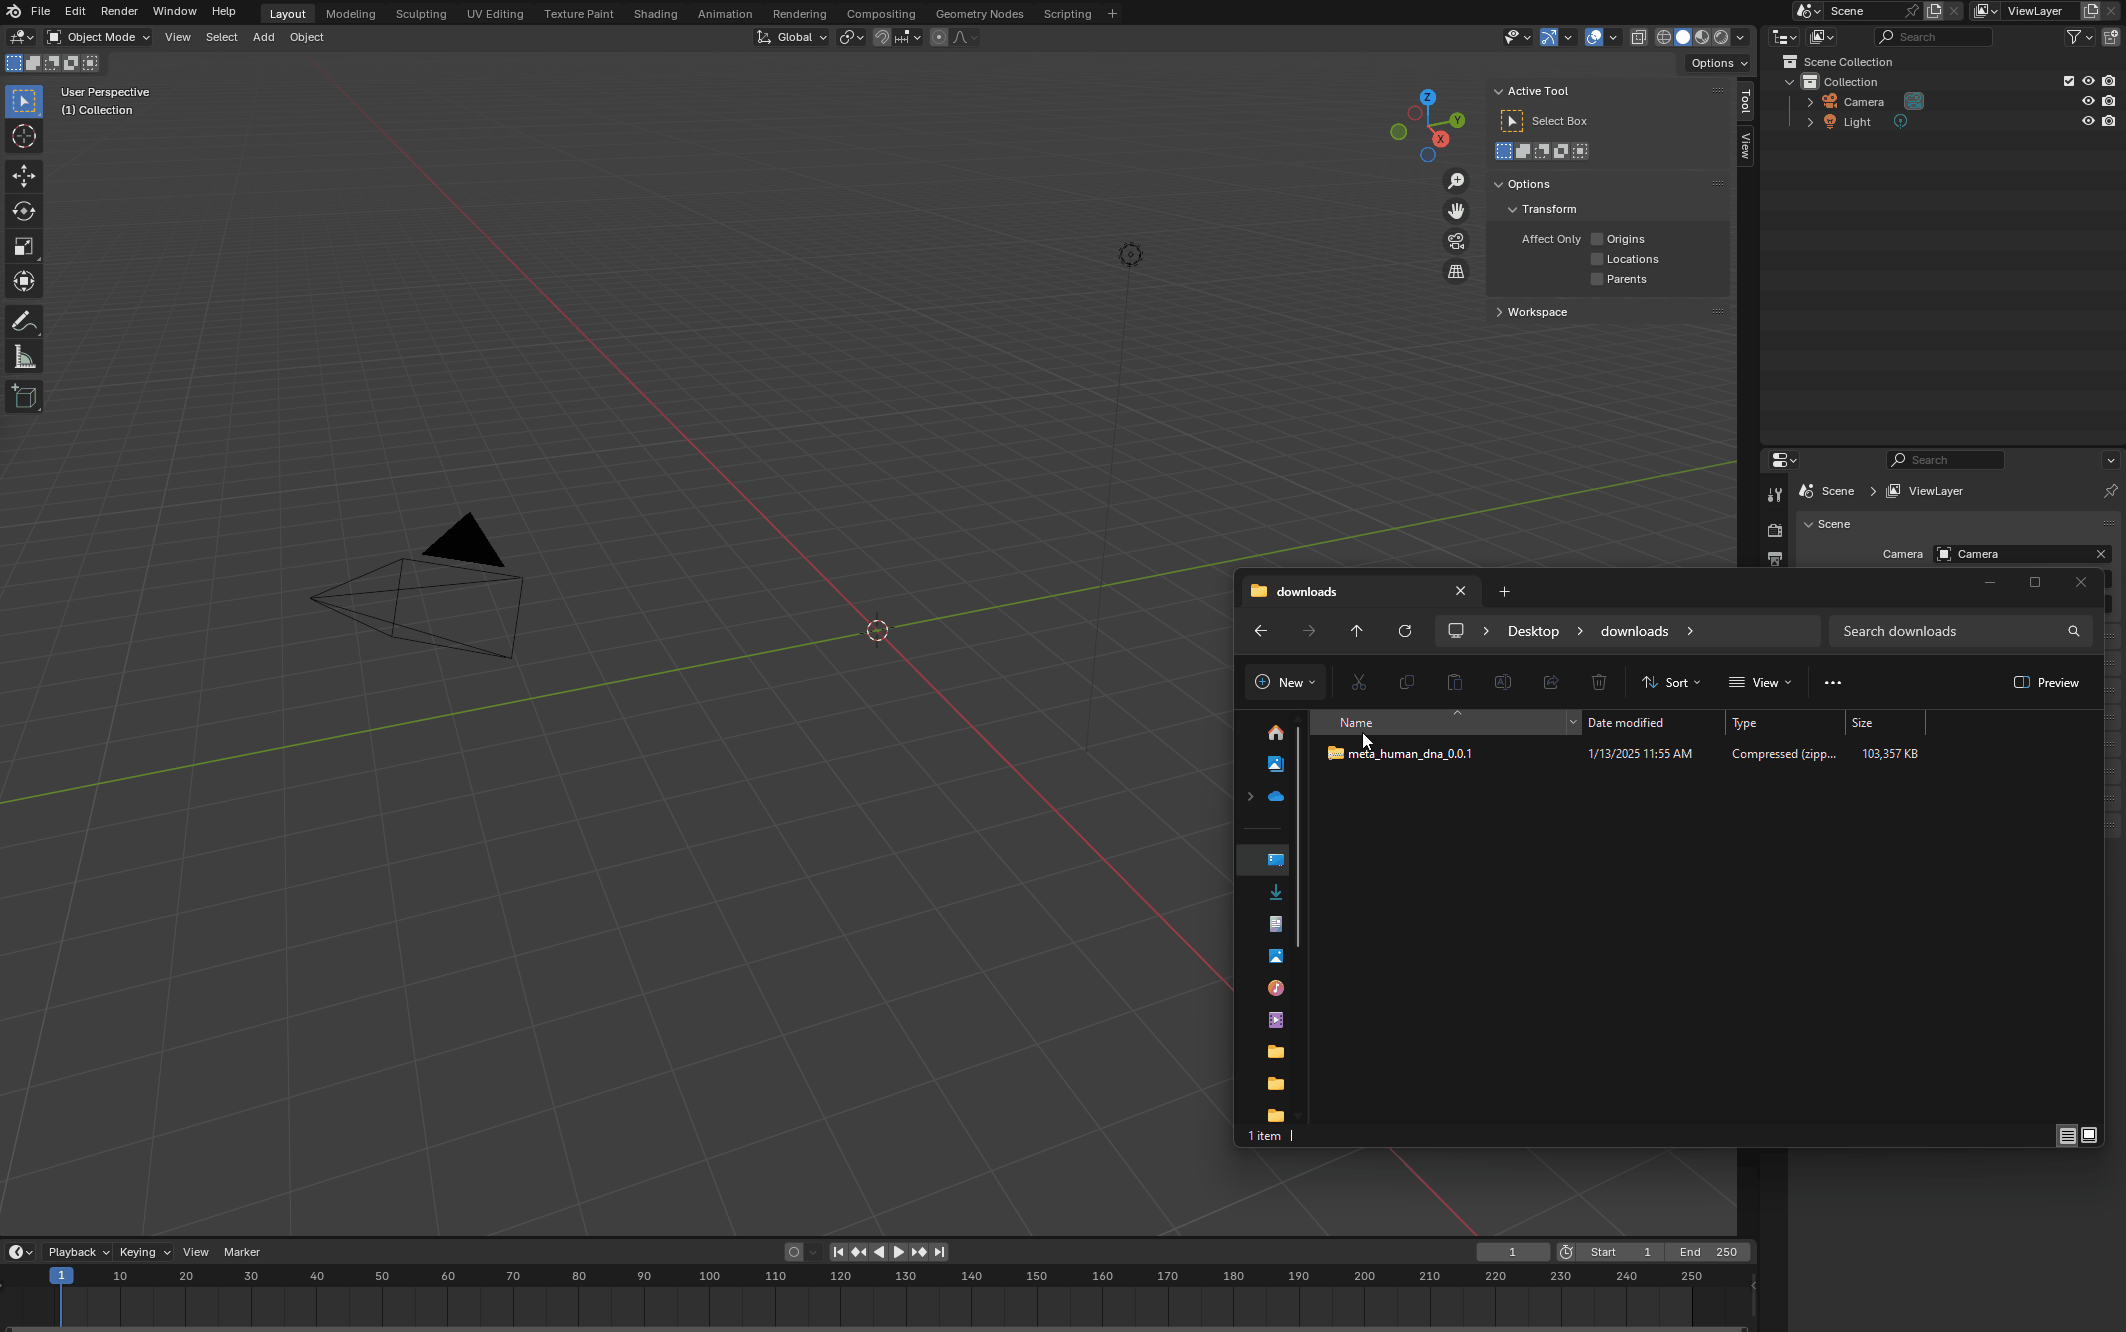 File Edit Render Window Help Layout Modeling Sculpting UV Editing Texture Paint Shading Animation Rendering Compositing Geometry Nodes Scripting + Scene ViewLayer
Object Mode View Select Add Object Global Search
Options
User Perspective
(1) Collection
Z
Y
X
Active Tool
Select Box
Options
Transform
Affect Only Origins
Locations
Parents
Workspace
Tool
View
Scene Collection
Collection
Camera
Light
Search
Scene ViewLayer
Scene
Camera Camera
downloads
Desktop downloads Search downloads
New Sort View Preview
Name Date modified Type Size
meta_human_dna_0.0.1 1/13/2025 11:55 AM Compressed (zipp... 103,357 KB
1 item
Playback Keying View Marker 1 Start 1 End 250
1 10 20 30 40 50 60 70 80 90 100 110 120 130 140 150 160 170 180 190 200 210 220 230 240 250